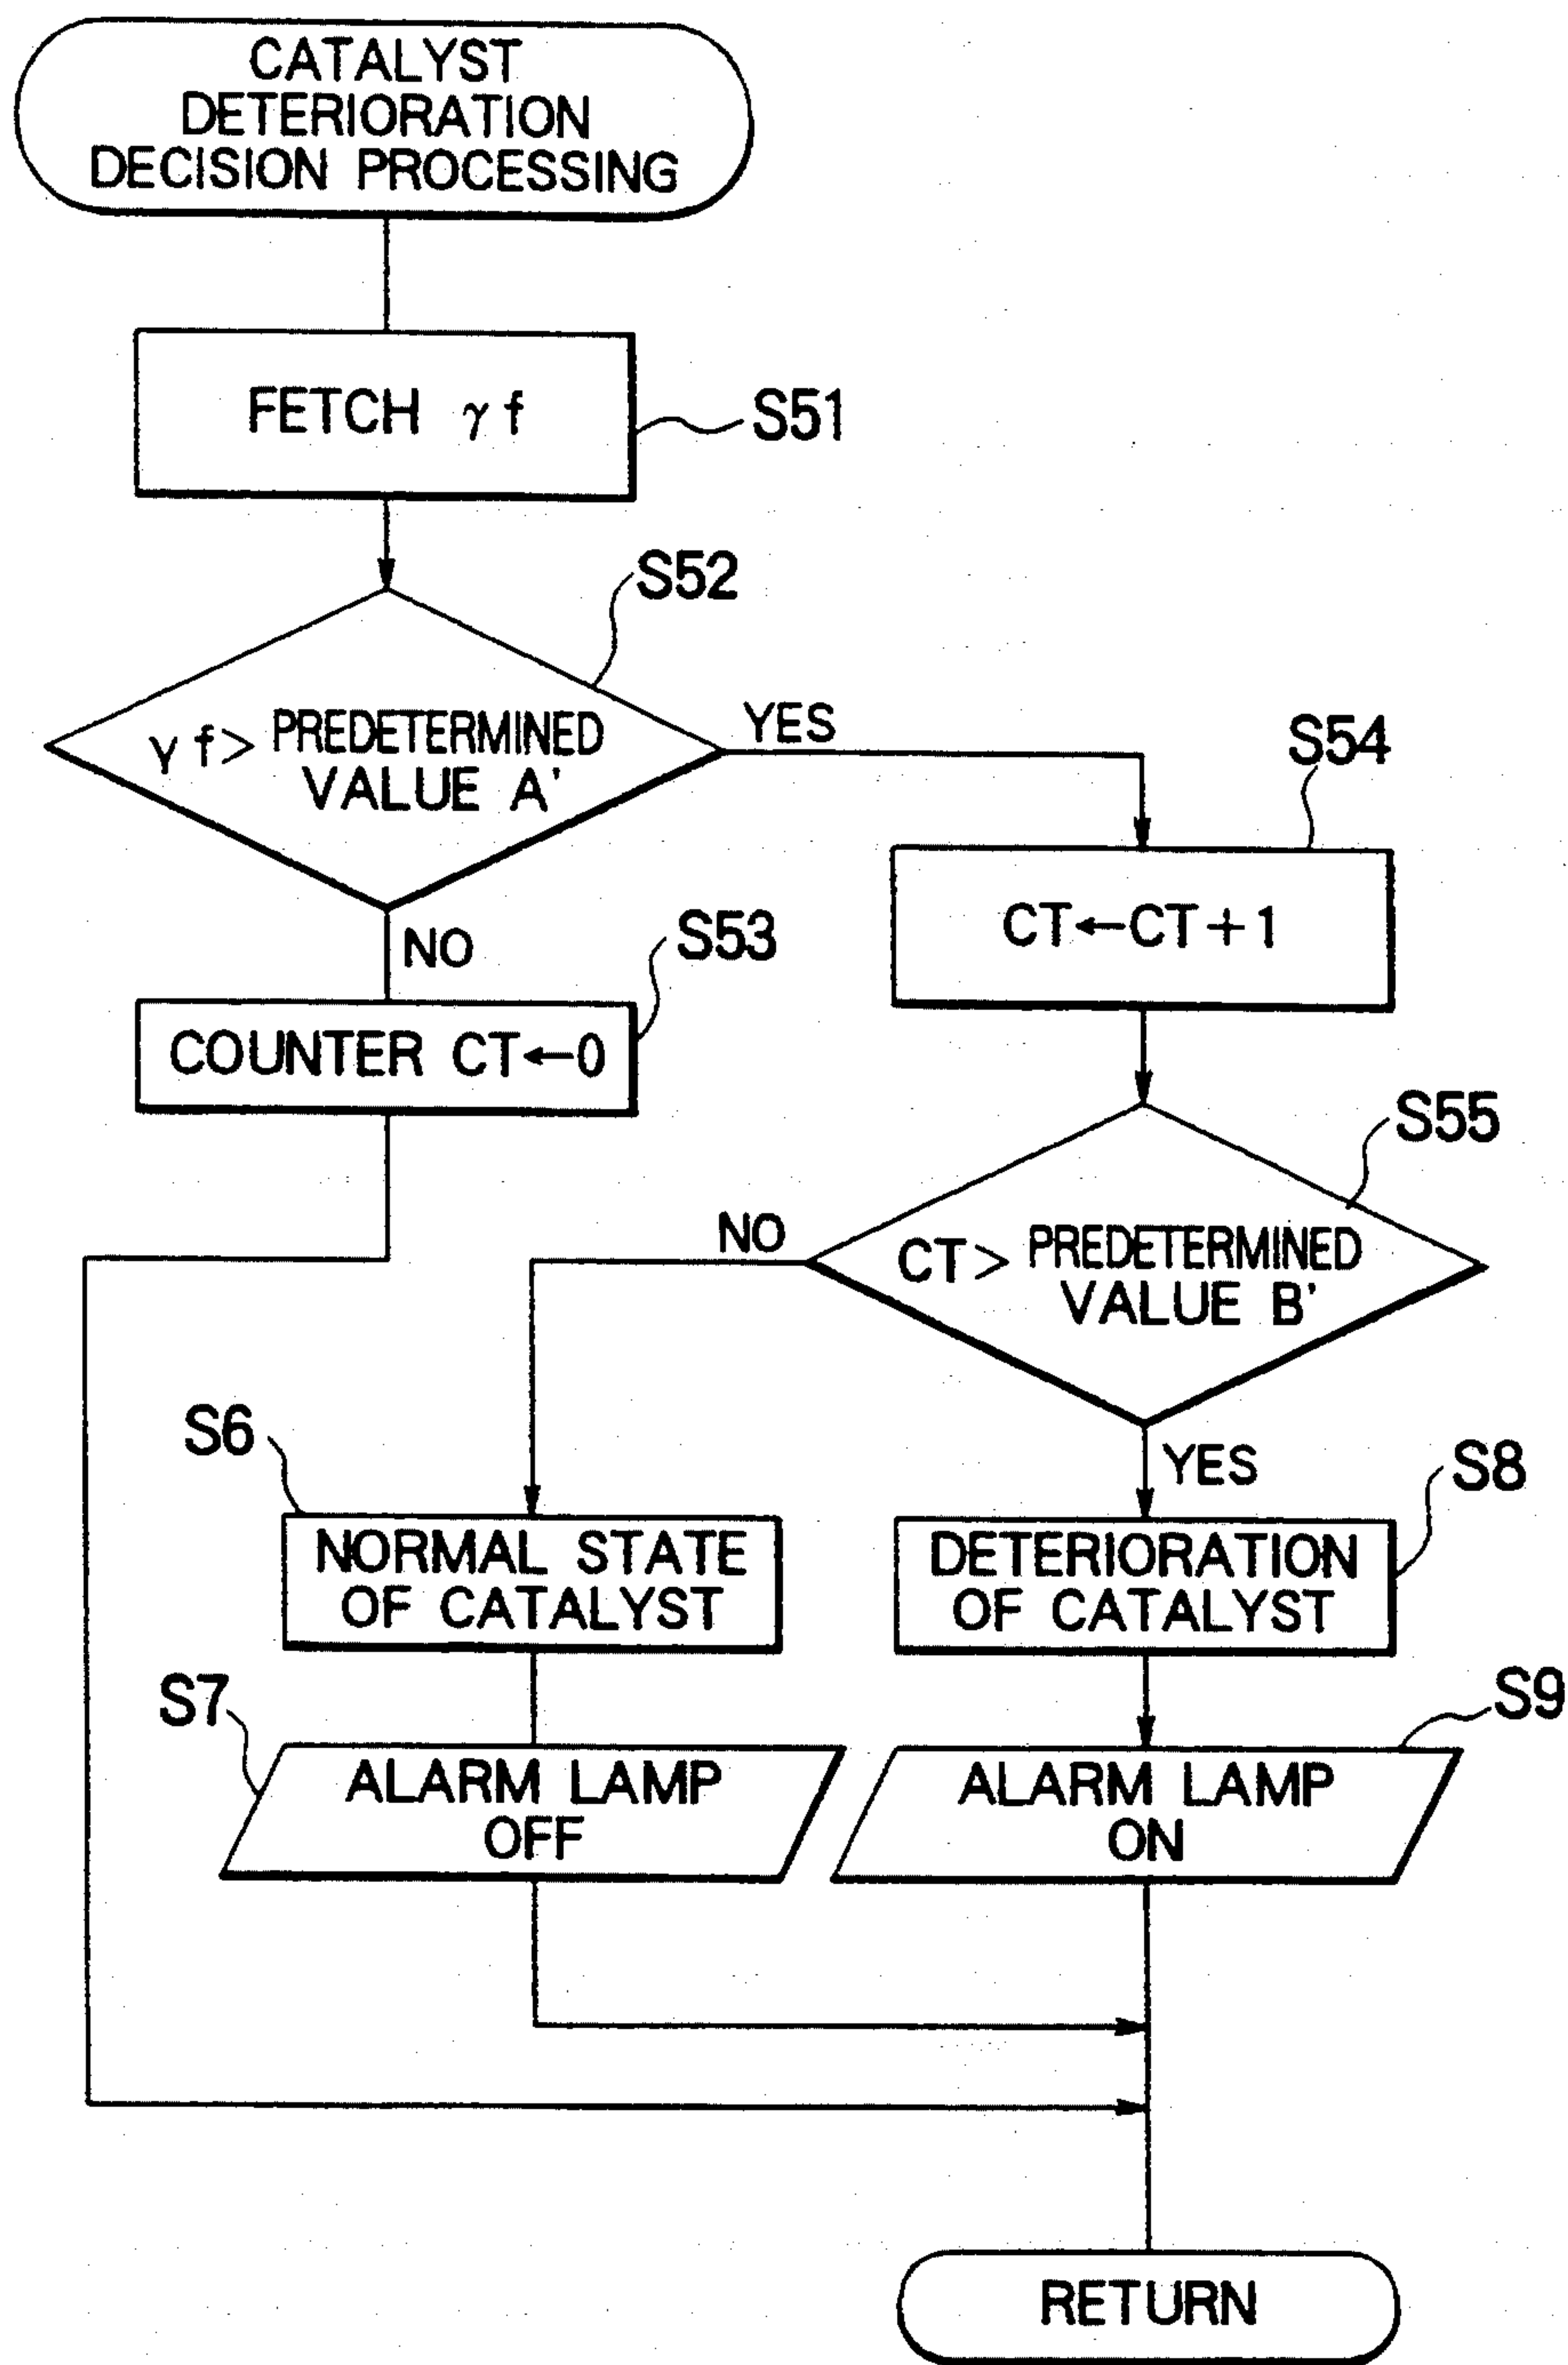 CATALYST
DETERIORATION
DECISION PROCESSING
FETCH γf
S51
S52
γf> PREDETERMINED
VALUE A'
YES
NO
S53
COUNTER CT←0
S54
CT←CT+1
S55
CT> PREDETERMINED
VALUE B'
NO
YES
S6
NORMAL STATE
OF CATALYST
S8
DETERIORATION
OF CATALYST
S7
ALARM LAMP
OFF
S9
ALARM LAMP
ON
RETURN